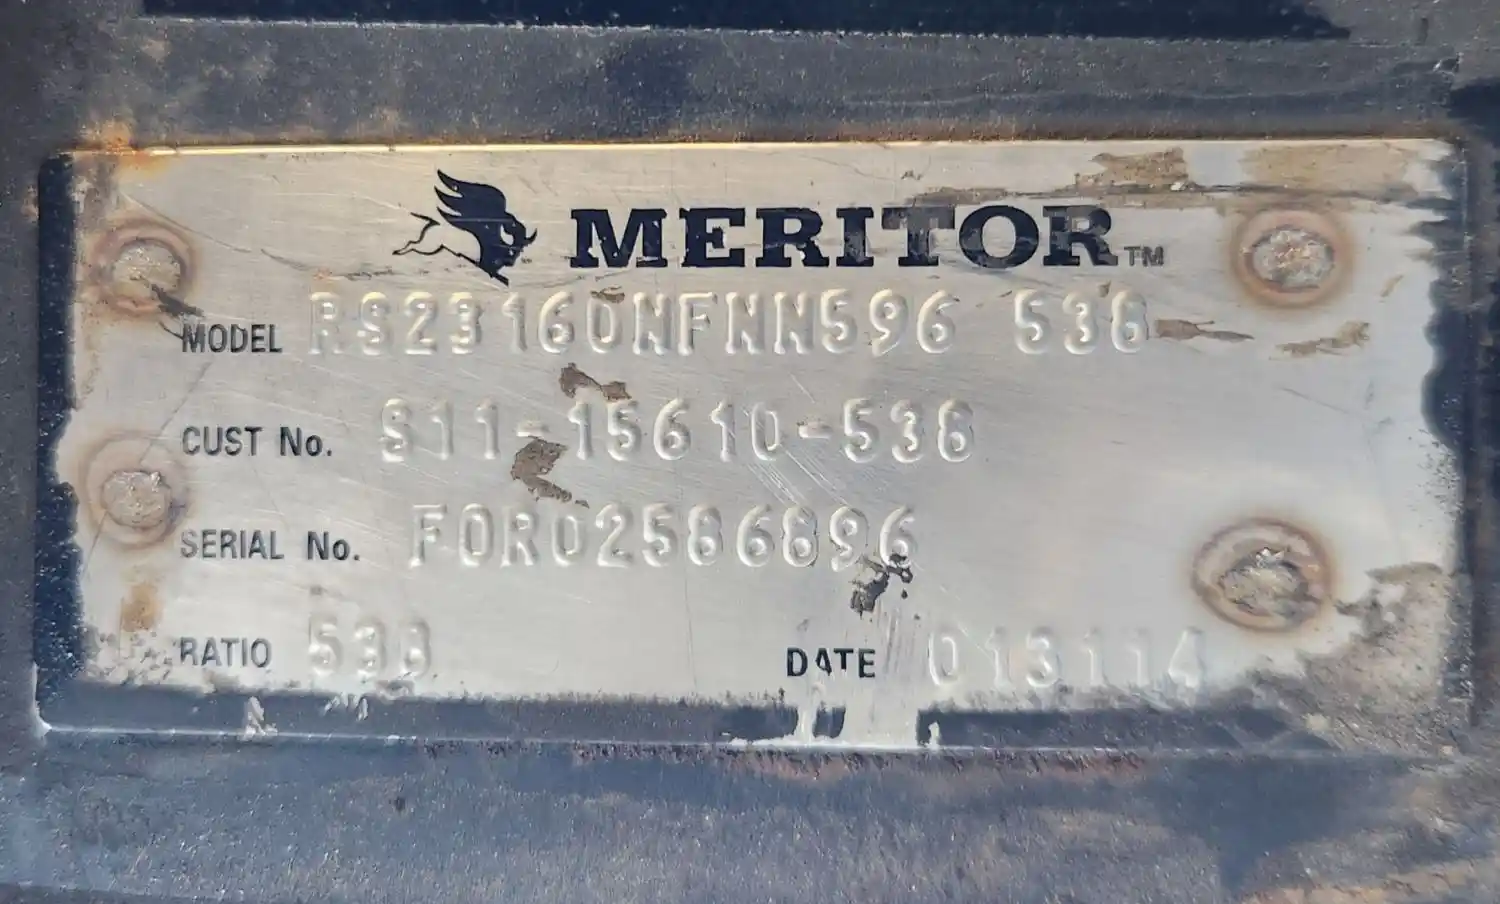 MERITOR™
MODEL RS23160NFNN596 538
CUST No. S11-15610-538
SERIAL No. FOR02586896
RATIO 538
DATE 013114